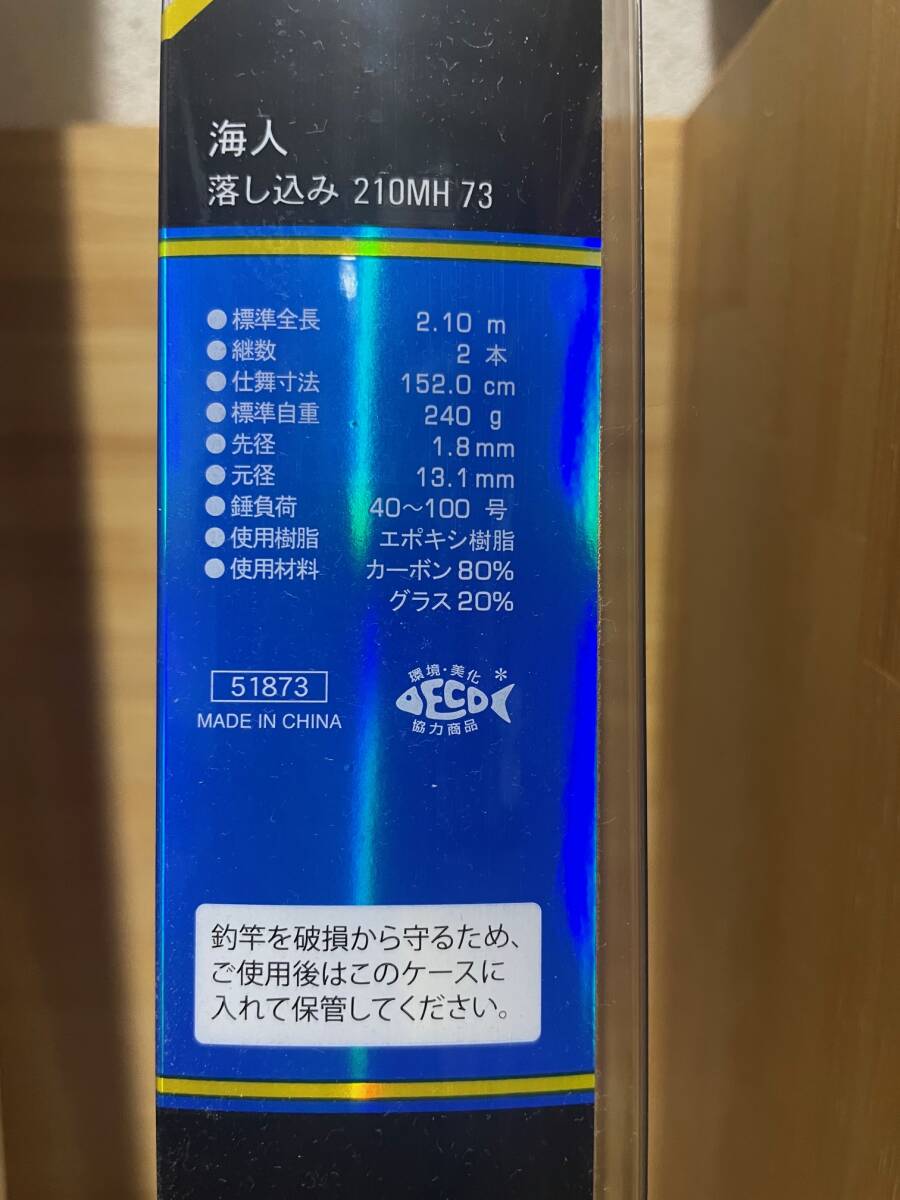 海人
落し込み 210MH 73
●標準全長 2.10 m
●継数 2 本
●仕舞寸法 152.0 cm
●標準自重 240 g
●先径 1.8mm
●元径 13.1mm
●錘負荷 40〜100 号
●使用樹脂 エポキシ樹脂
●使用材料 カーボン 80%
グラス 20%
51873
MADE IN CHINA
環境・美化*
ECO
協力商品
釣竿を破損から守るため、
ご使用後はこのケースに
入れて保管してください。